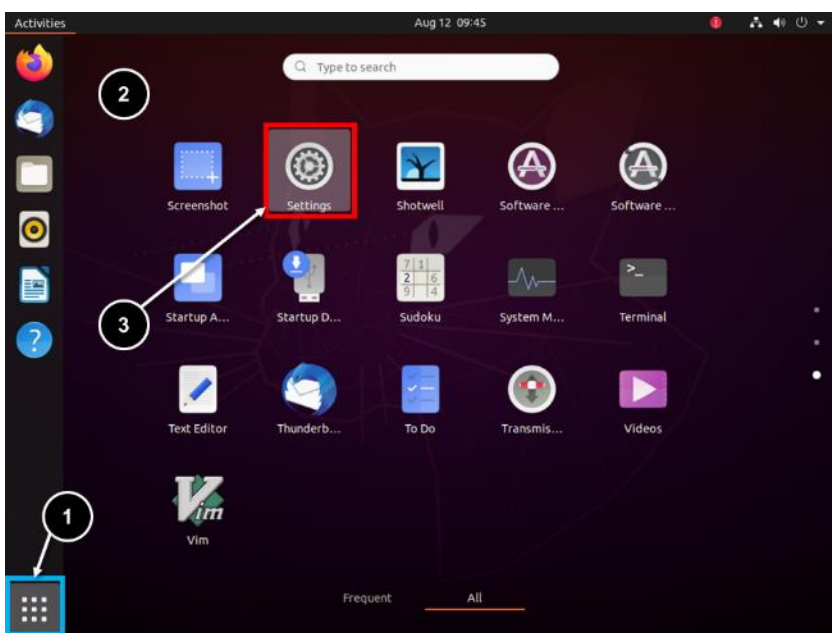 Activities
Aug 12 09:45
Type to search
2
Screenshot
Settings
Shotwell
Software ...
Software ...
3
Startup A...
Startup D...
7 1
2 6
9 4
Sudoku
System M...
>_
Terminal
Text Editor
Thunderb...
To Do
Transmis...
Videos
Vim
Vim
1
Frequent
All